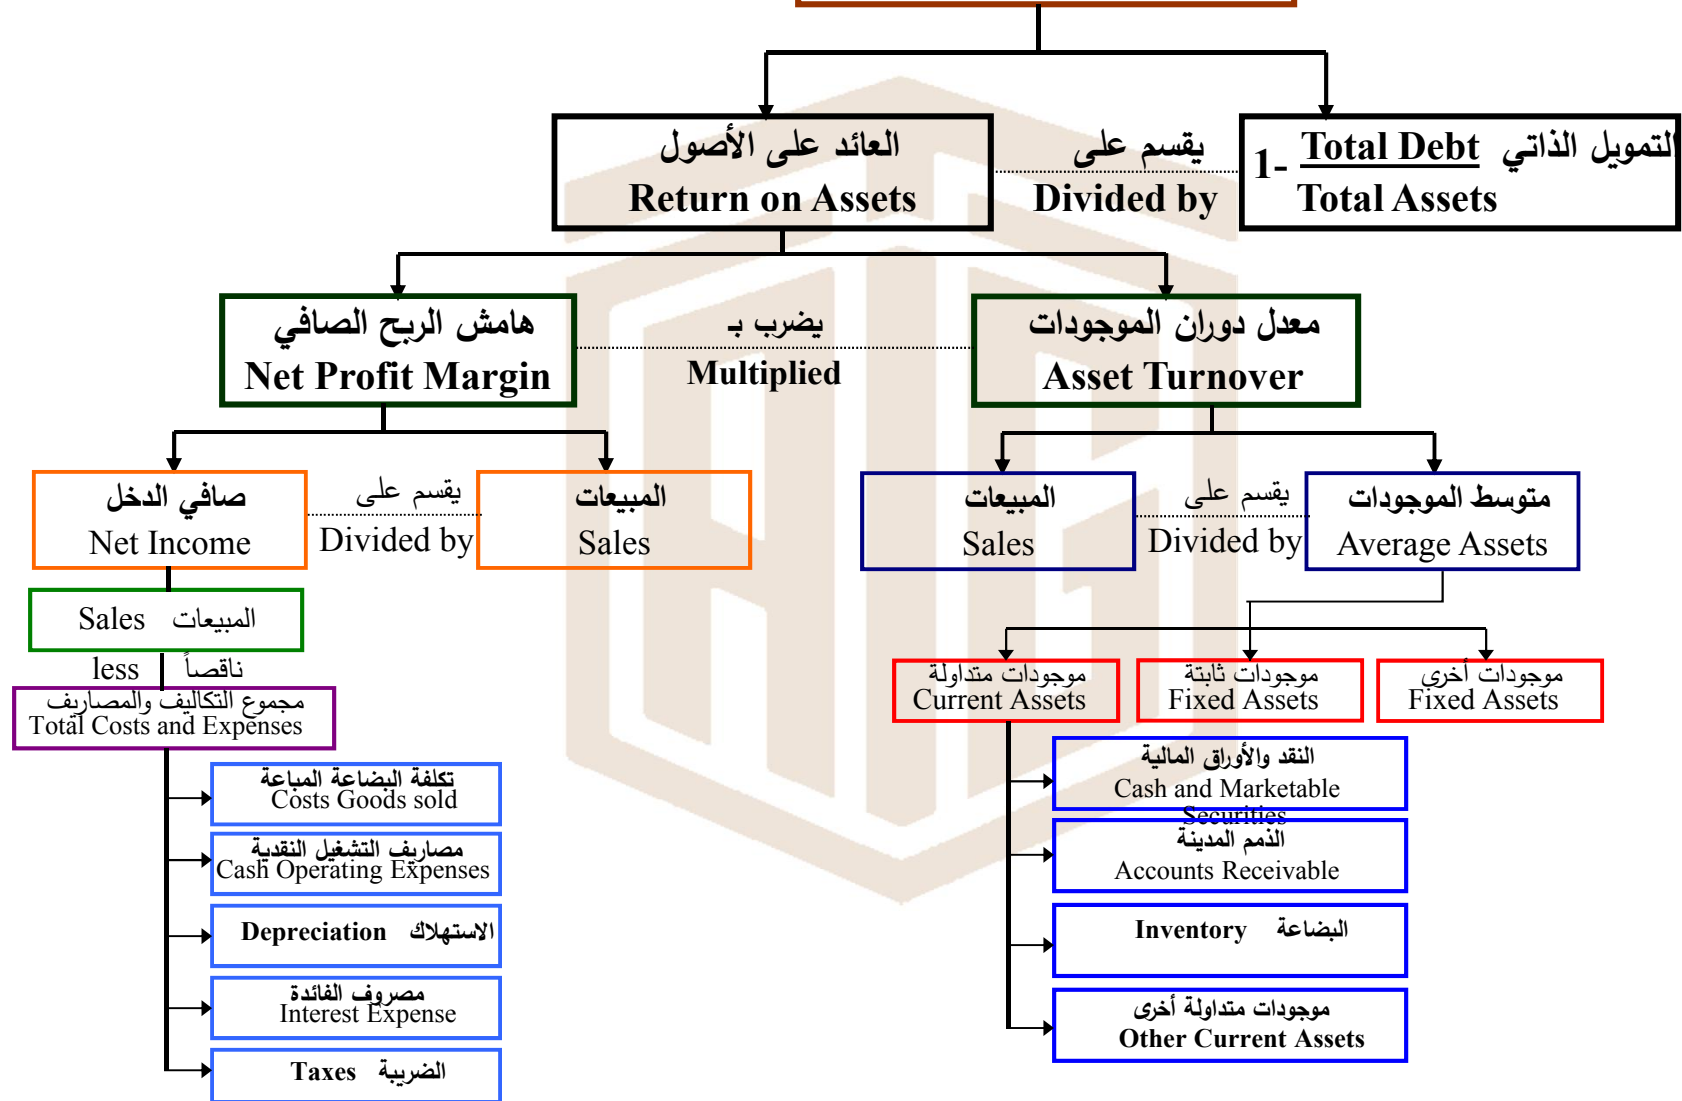 العائد على الأصول
Return on Assets
يقسم على
Divided by
1- Total Debt التمويل الذاتي
Total Assets
هامش الربح الصافي
Net Profit Margin
يضرب بـ
Multiplied
معدل دوران الموجودات
Asset Turnover
صافي الدخل
Net Income
يقسم على
Divided by
المبيعات
Sales
المبيعات
Sales
يقسم على
Divided by
متوسط الموجودات
Average Assets
Sales المبيعات
less ناقصاً
مجموع التكاليف والمصاريف
Total Costs and Expenses
تكلفة البضاعة المباعة
Costs Goods sold
مصاريف التشغيل النقدية
Cash Operating Expenses
Depreciation الاستهلاك
مصروف الفائدة
Interest Expense
Taxes الضريبة
موجودات متداولة
Current Assets
موجودات ثابتة
Fixed Assets
موجودات أخرى
Fixed Assets
النقد والأوراق المالية
Cash and Marketable
Securities
الذمم المدينة
Accounts Receivable
Inventory البضاعة
موجودات متداولة أخرى
Other Current Assets